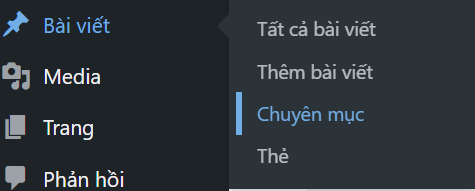 Bài viết
Media
Trang
Phản hồi
Tất cả bài viết
Thêm bài viết
Chuyên mục
Thẻ